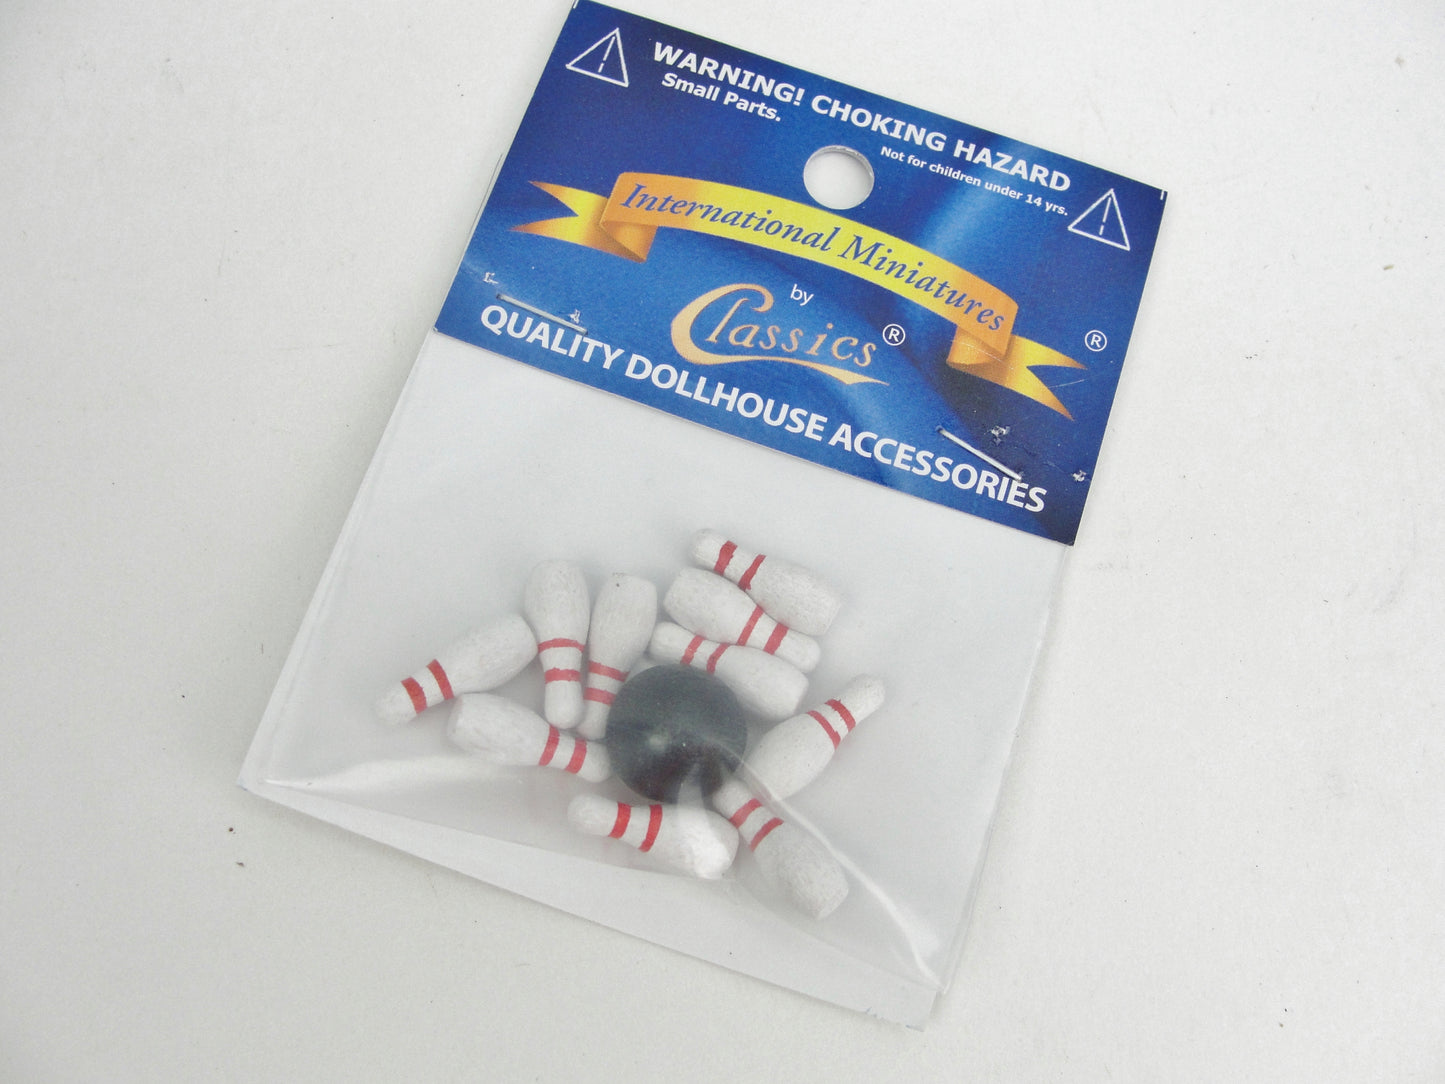 WARNING! CHOKING HAZARD
Small Parts.
Not for children under 14 yrs.
International Miniatures ®
by
Classics ®
QUALITY DOLLHOUSE ACCESSORIES